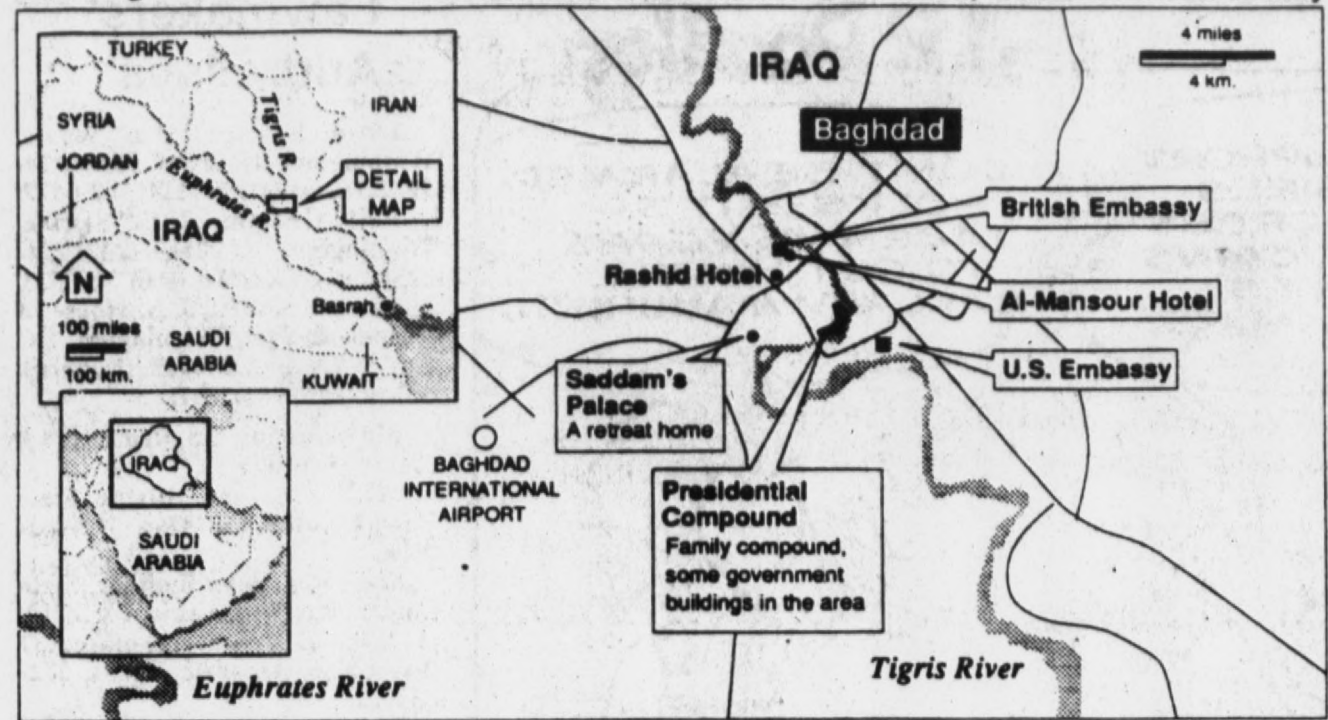 TURKEY
Tigris R.
IRAN
SYRIA
JORDAN
Euphrates R.
DETAIL
MAP
IRAQ
N
Basrah
100 miles
100 km.
SAUDI
ARABIA
KUWAIT
IRAQ
SAUDI
ARABIA
IRAQ
4 miles
4 km.
Baghdad
British Embassy
Rashid Hotel
Al-Mansour Hotel
U.S. Embassy
Saddam's
Palace
A retreat home
BAGHDAD
INTERNATIONAL
AIRPORT
Presidential
Compound
Family compound,
some government
buildings in the area
Tigris River
Euphrates River